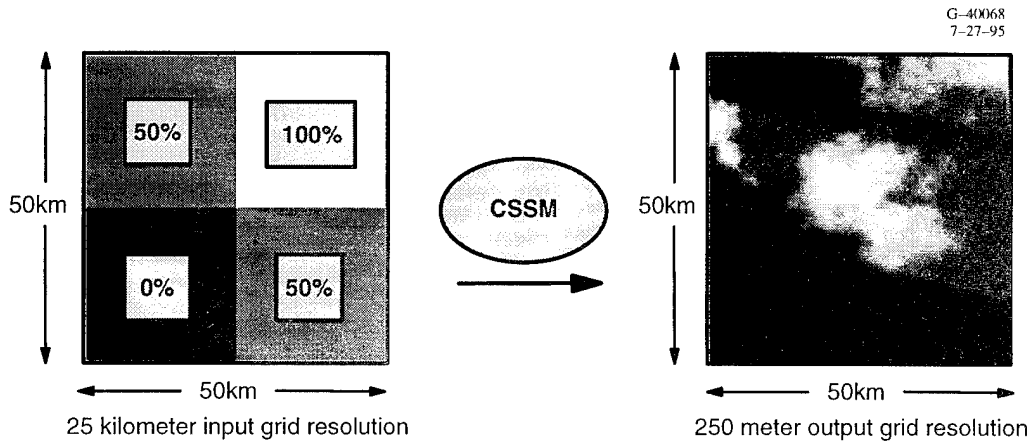 G-40068
7-27-95
50%
100%
50km
0%
50%
50km
25 kilometer input grid resolution
CSSM
50km
50km
250 meter output grid resolution